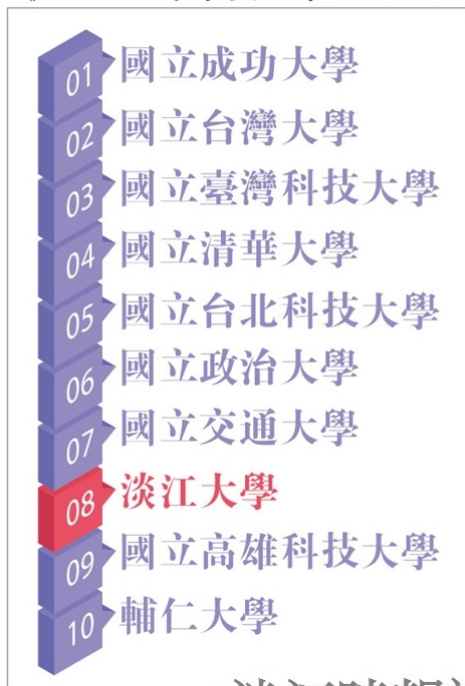 01 國立成功大學
02 國立台灣大學
03 國立臺灣科技大學
04 國立清華大學
05 國立台北科技大學
06 國立政治大學
07 國立交通大學
08 淡江大學
09 國立高雄科技大學
10 輔仁大學